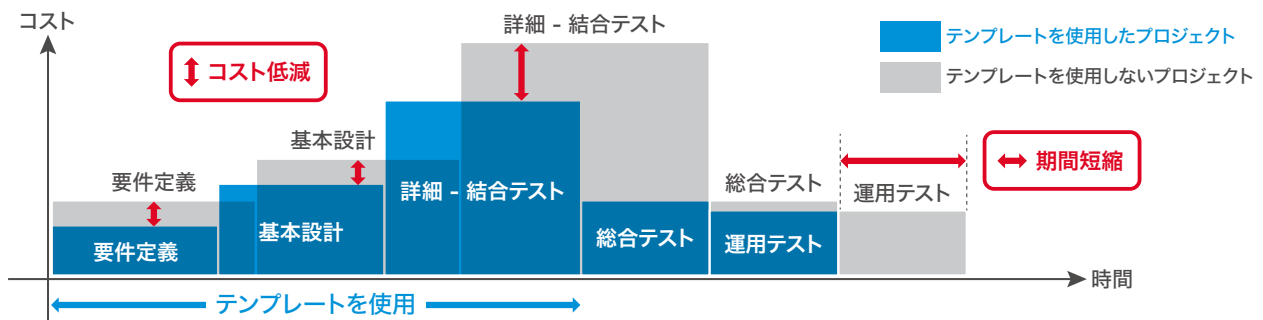 コスト
詳細 - 結合テスト
テンプレートを使用したプロジェクト
テンプレートを使用しないプロジェクト
コスト低減
基本設計
要件定義
期間短縮
総合テスト
運用テスト
詳細 - 結合テスト
基本設計
要件定義
総合テスト
運用テスト
時間
テンプレートを使用